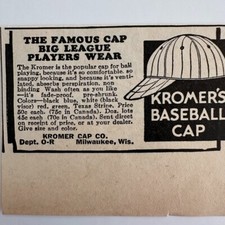 THE FAMOUS CAP
BIG LEAGUE
PLAYERS WEAR
The Kromer is the popular cap for ball
playing, because it's so comfortable, so
snappy looking, and because it's venti-
lated. Absorbs perspiration, non
binding. Wash often as you like
—it's fade-proof, pre-shrunk.
Colors—black, blue, white (black
visor) red, green, Texas Stripe. Price
50c each. (75c in Canada). Doz. lots
45c each (70c in Canada). Sent direct
on receipt of price, or at your dealer.
Give size and color.
KROMER CAP CO.
Dept. O-R Milwaukee, Wis.
KROMER'S
BASEBALL
CAP